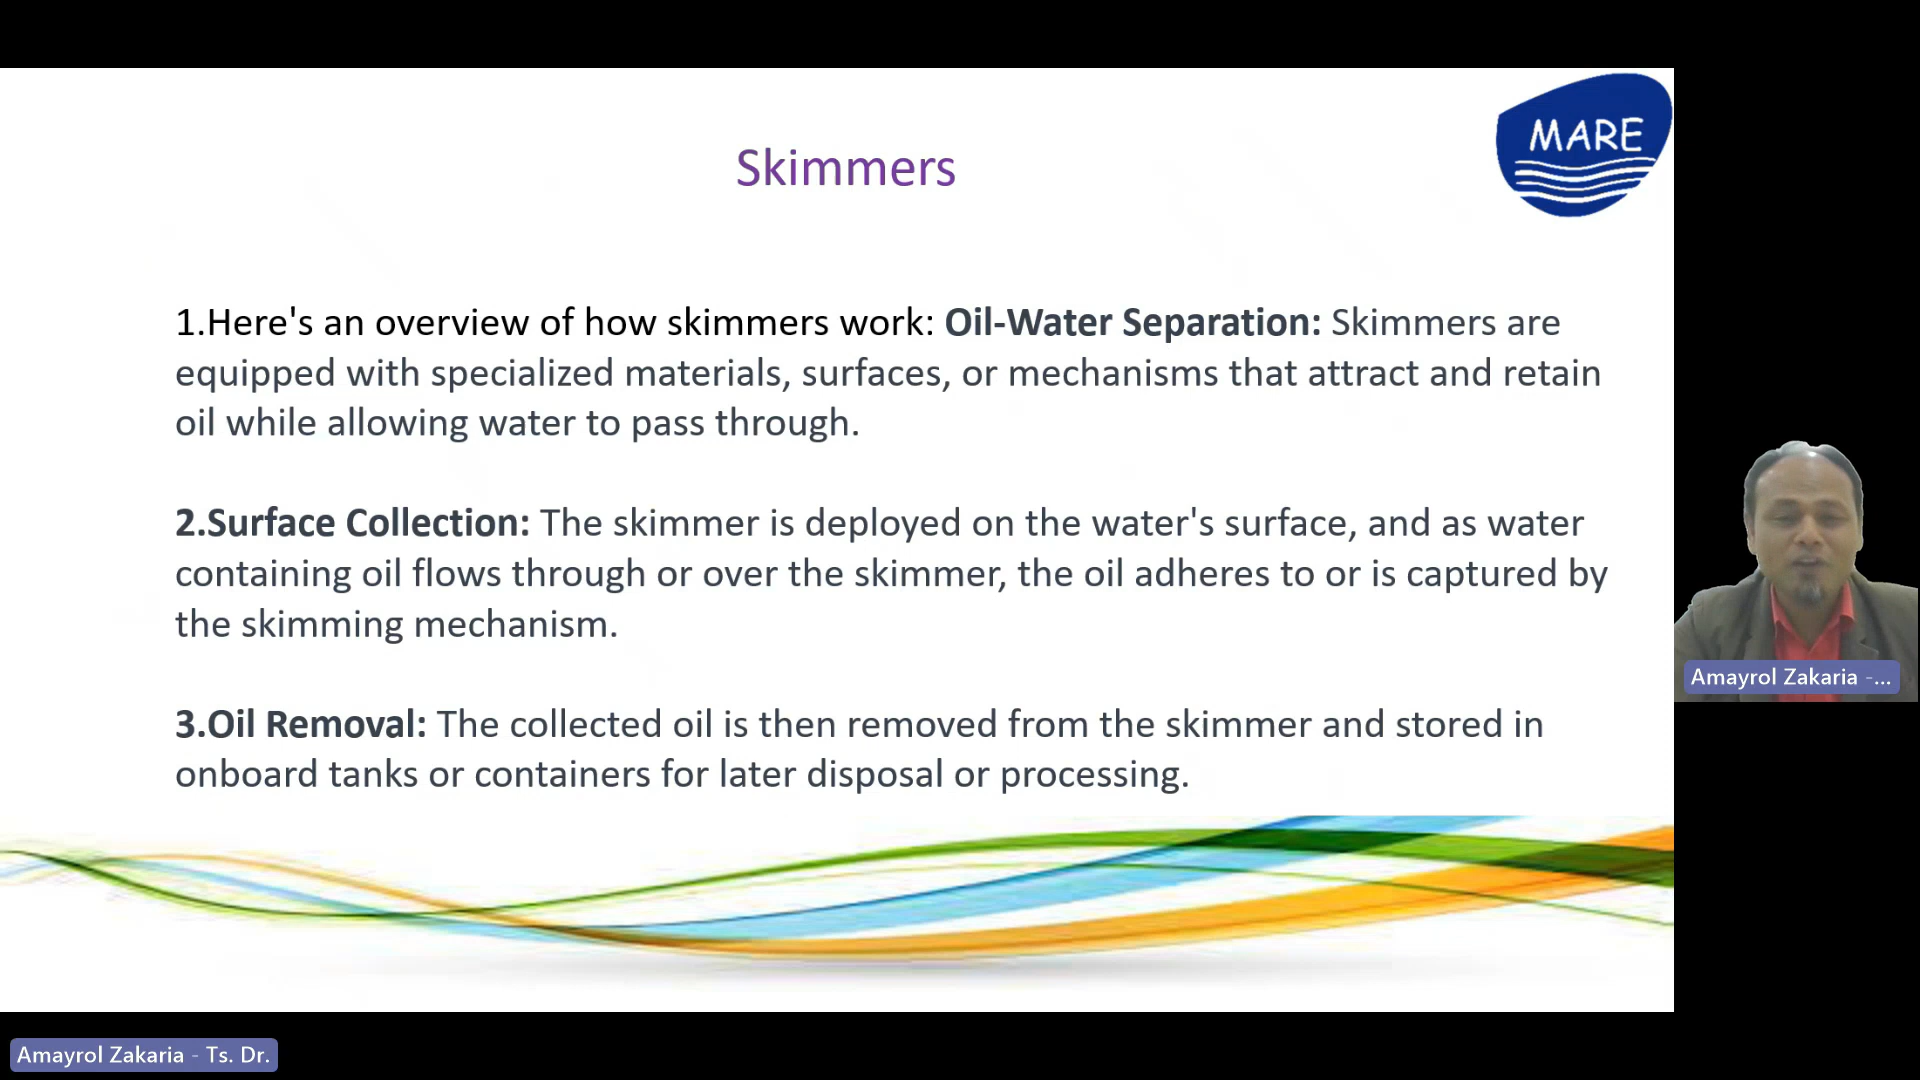 MARE
Skimmers
1.Here's an overview of how skimmers work: Oil-Water Separation: Skimmers are
equipped with specialized materials, surfaces, or mechanisms that attract and retain
oil while allowing water to pass through.
2.Surface Collection: The skimmer is deployed on the water's surface, and as water
containing oil flows through or over the skimmer, the oil adheres to or is captured by
the skimming mechanism.
3.Oil Removal: The collected oil is then removed from the skimmer and stored in
onboard tanks or containers for later disposal or processing.
Amayrol Zakaria -...
Amayrol Zakaria - Ts. Dr.